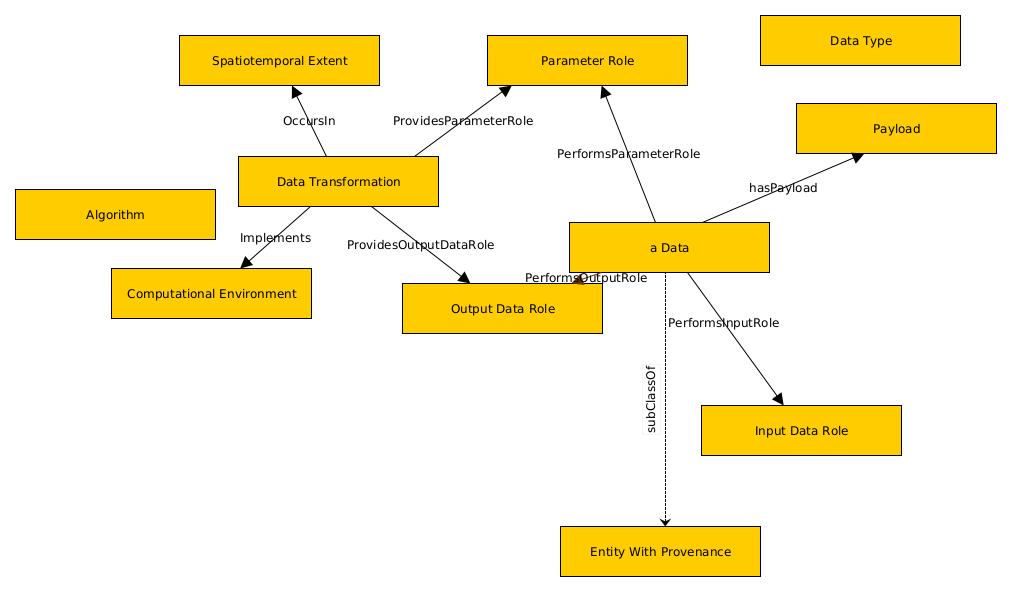 Data Type
Spatiotemporal Extent
Parameter Role
OccursIn
ProvidesParameterRole
Payload
PerformsParameterRole
Data Transformation
hasPayload
Algorithm
Implements
ProvidesOutputDataRole
a Data
PerformsOutputRole
Computational Environment
Output Data Role
PerformsInputRole
subClassOf
Input Data Role
Entity With Provenance